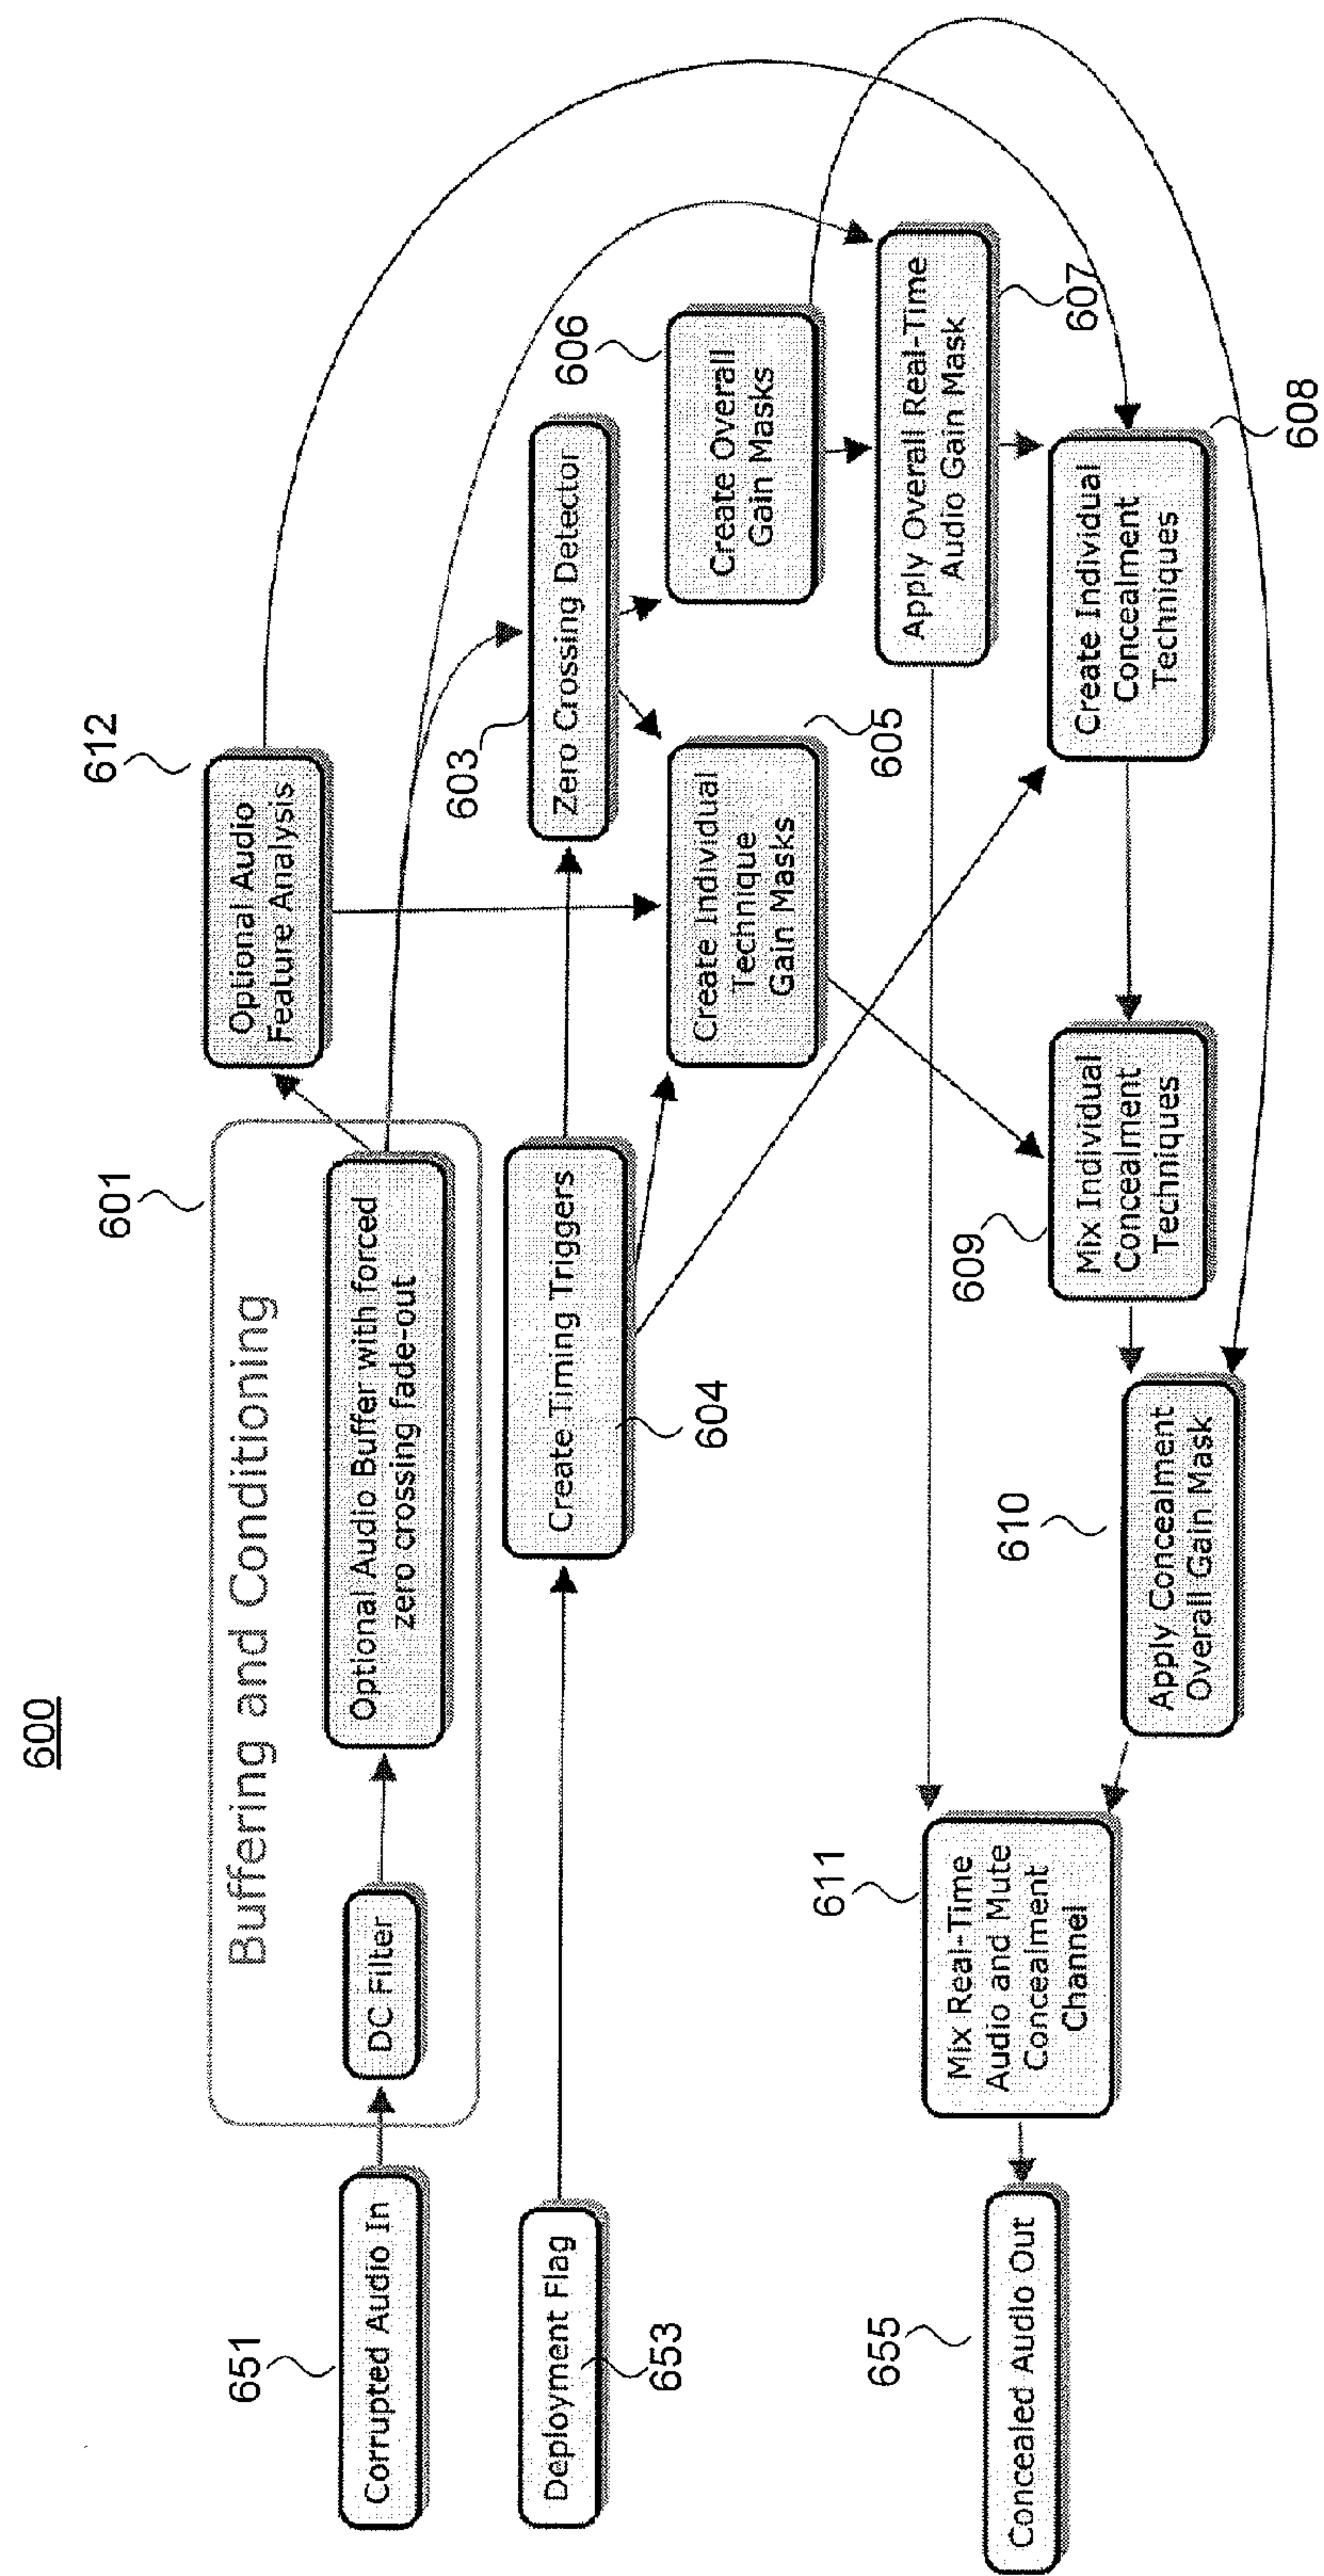 600
601
Buffering and Conditioning
651
Corrupted Audio In
DC Filter
Optional Audio Buffer with forced
zero crossing fade-out
612
Optional Audio
Feature Analysis
653
Deployment Flag
604
Create Timing Triggers
603
Zero Crossing Detector
605
Create Individual
Technique
Gain Masks
606
Create Overall
Gain Masks
607
Apply Overall Real-Time
Audio Gain Mask
608
Create Individual
Concealment
Techniques
609
Mix Individual
Concealment
Techniques
610
Apply Concealment
Overall Gain Mask
611
Mix Real-Time
Audio and Mute
Concealment
Channel
655
Concealed Audio Out